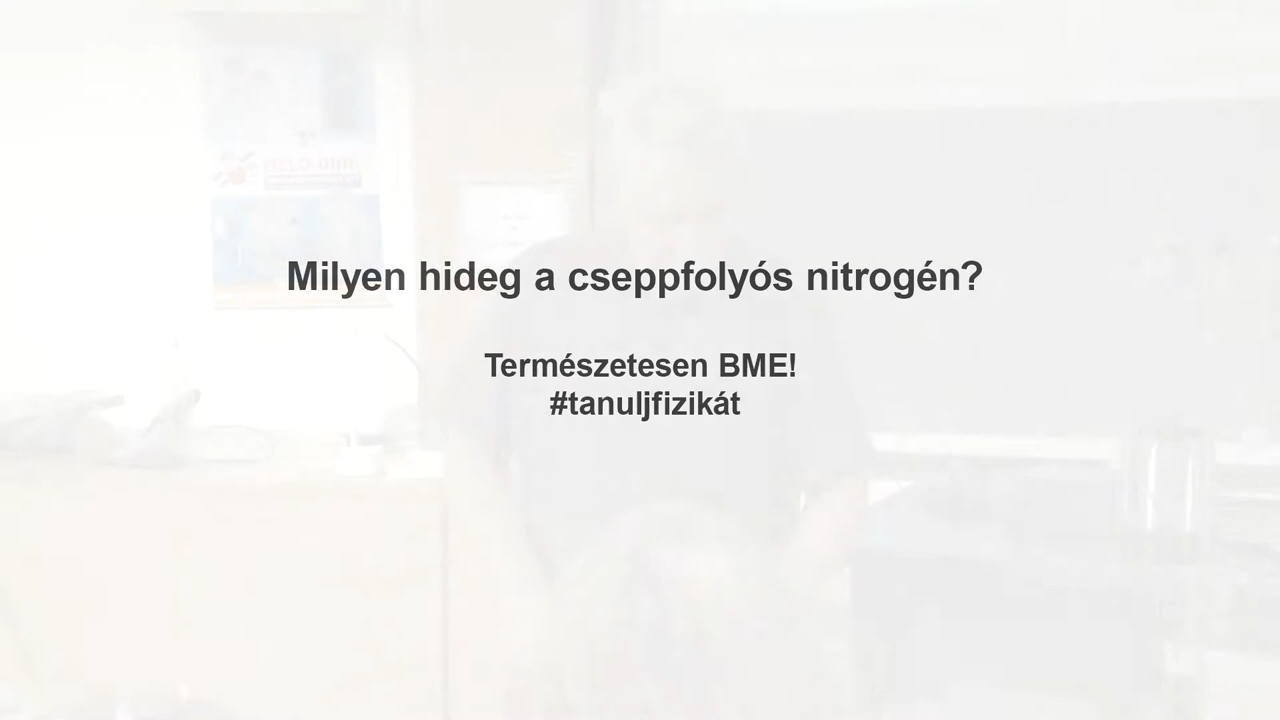 Milyen hideg a cseppfolyós nitrogén?
Természetesen BME!
#tanuljfizikát